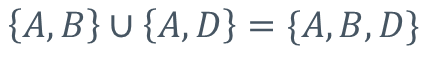 {A, B} ∪ {A, D} = {A, B, D}